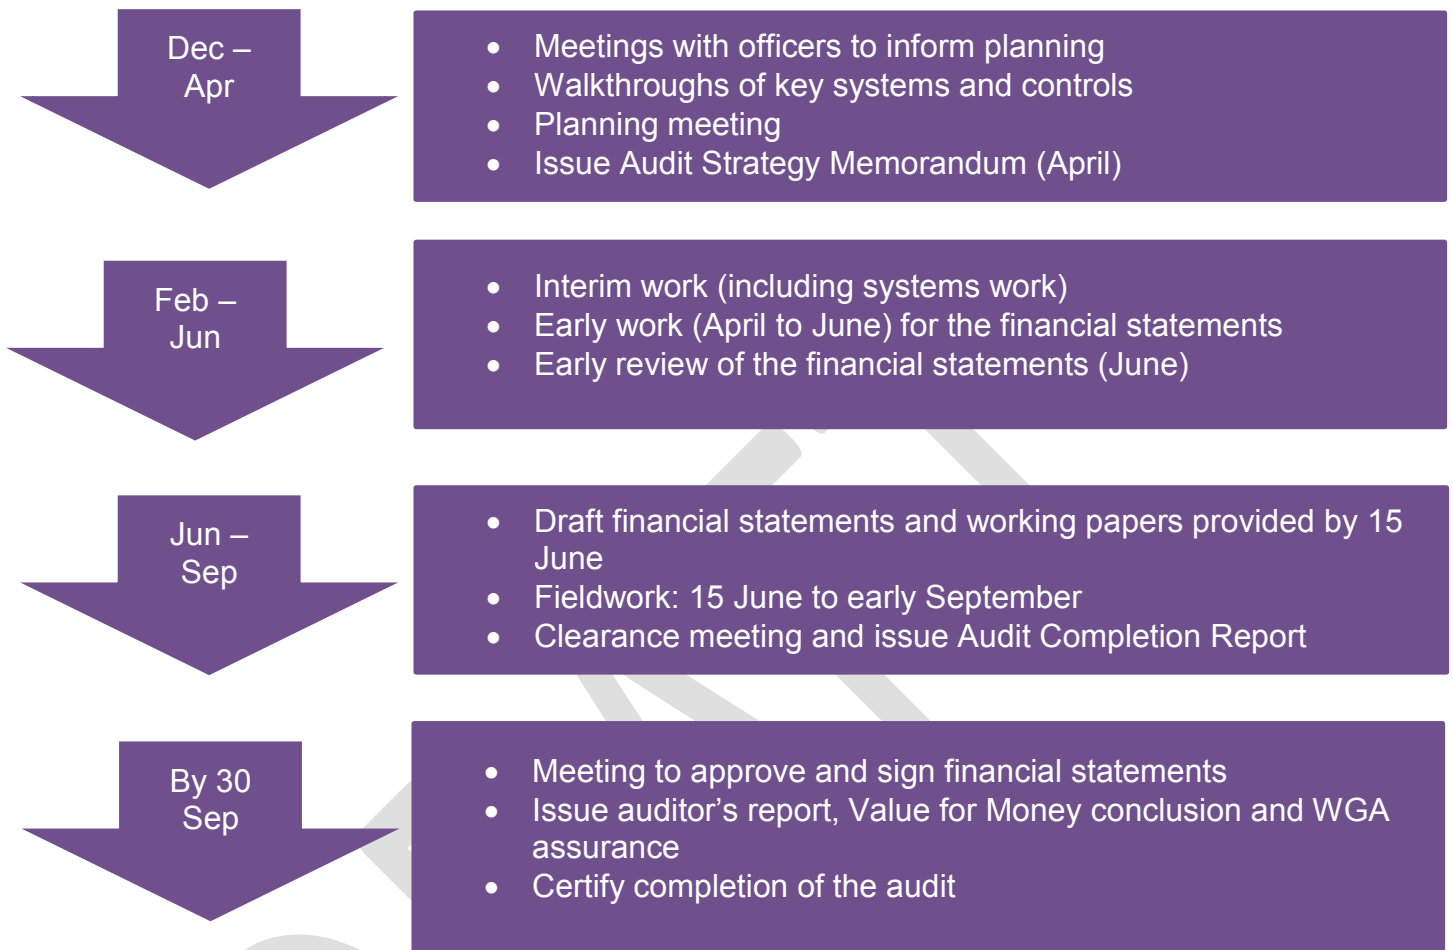 Dec –
Apr
• Meetings with officers to inform planning
• Walkthroughs of key systems and controls
• Planning meeting
• Issue Audit Strategy Memorandum (April)
Feb –
Jun
• Interim work (including systems work)
• Early work (April to June) for the financial statements
• Early review of the financial statements (June)
Jun –
Sep
• Draft financial statements and working papers provided by 15
June
• Fieldwork: 15 June to early September
• Clearance meeting and issue Audit Completion Report
By 30
Sep
• Meeting to approve and sign financial statements
• Issue auditor’s report, Value for Money conclusion and WGA
assurance
• Certify completion of the audit